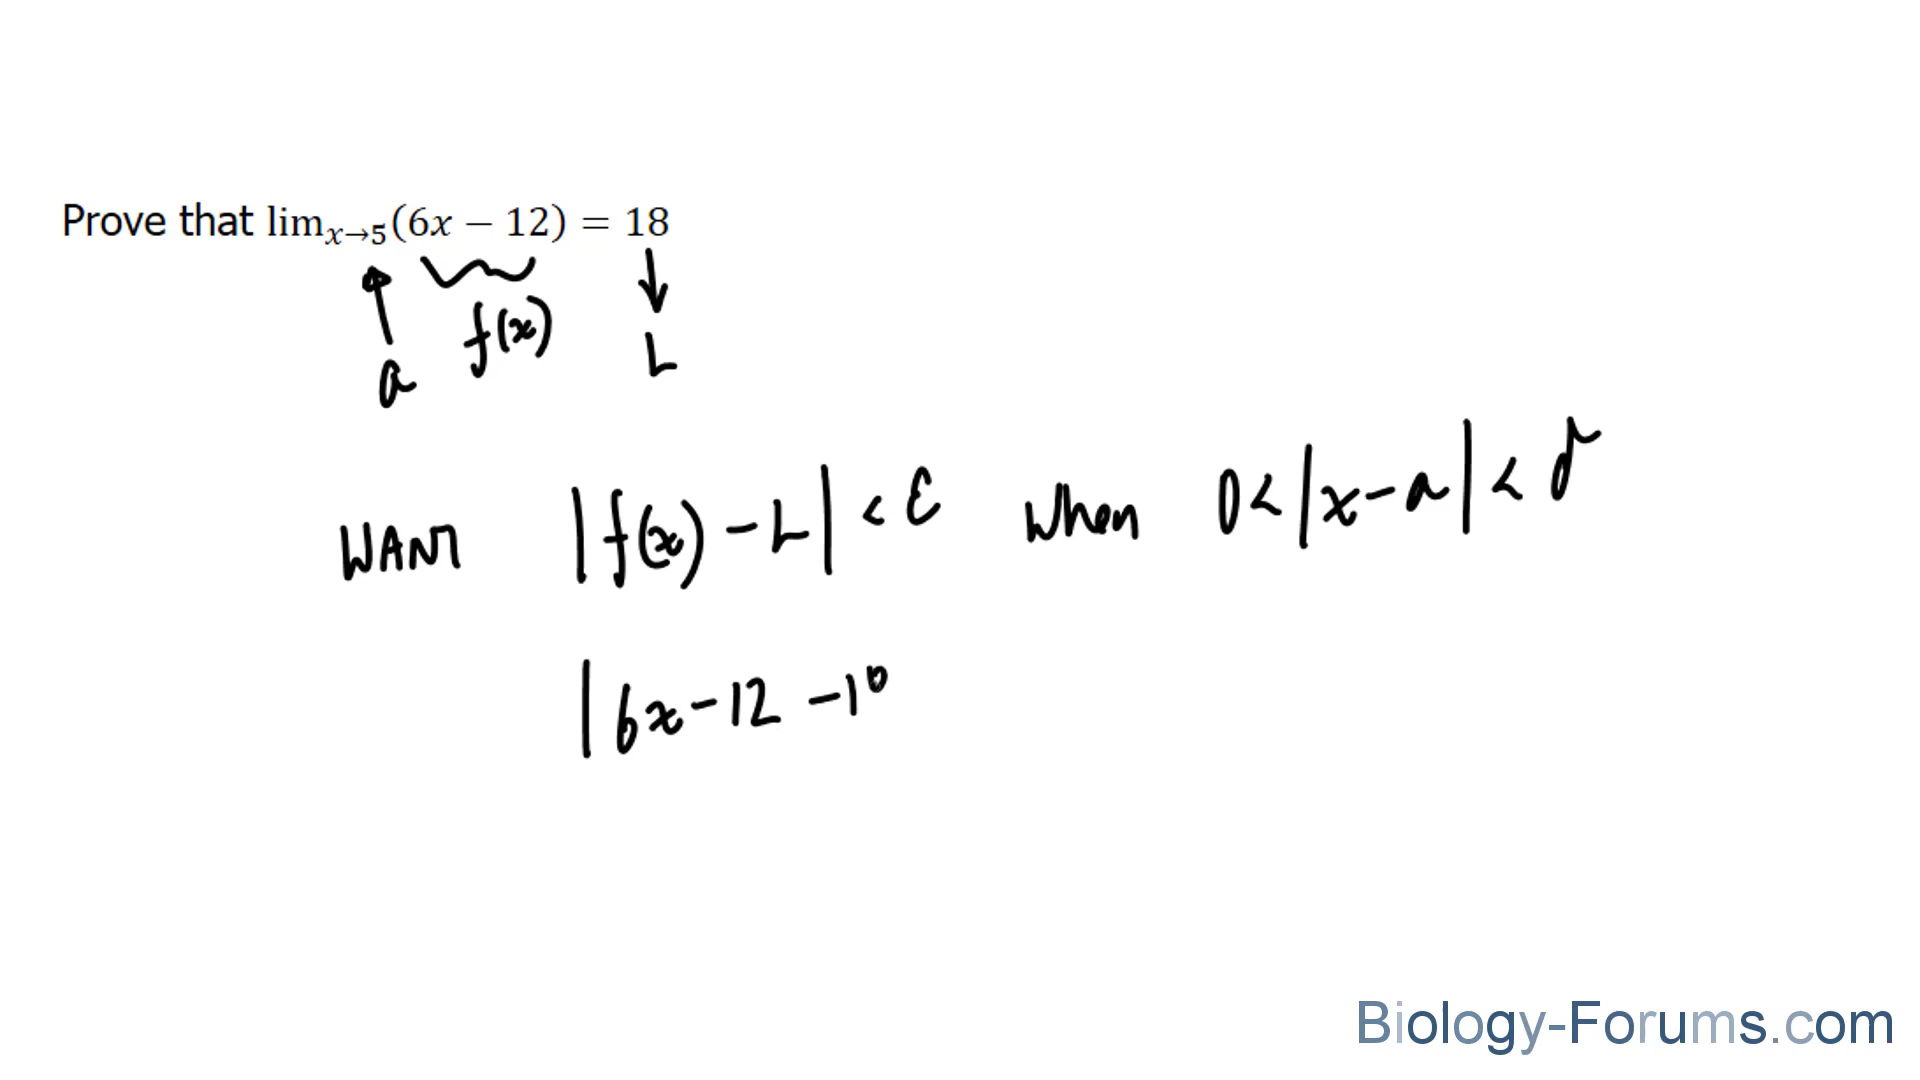 Prove that lim_{x→5}(6x − 12) = 18
a f(x) L
WANT |f(x) - L| < ε when 0 < |x - a| < δ
|6x - 12 - 1
Biology-Forums.com